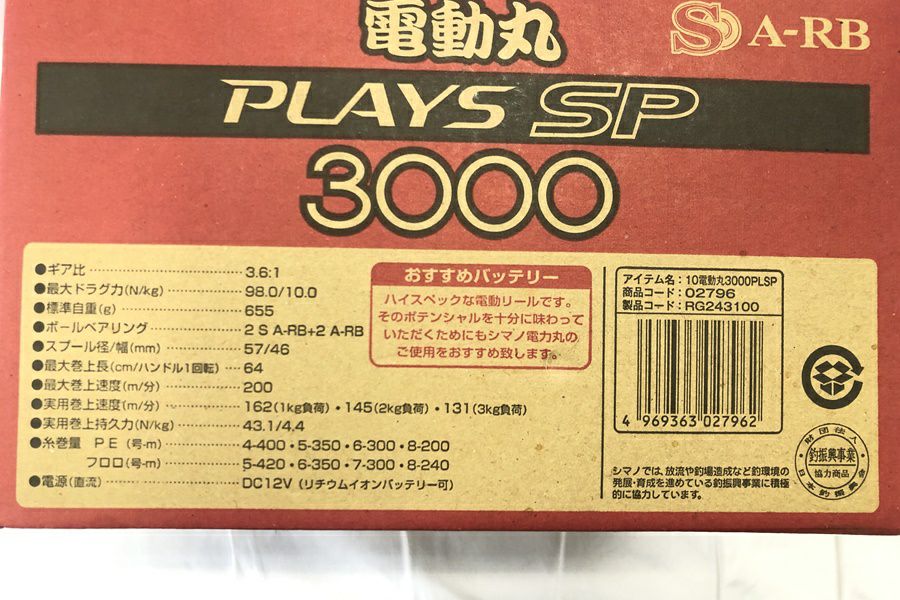 電動丸
S A-RB
PLAYS SP
3000
●ギア比 3.6:1
●最大ドラグ力(N/kg) 98.0/10.0
●標準自重(g) 655
●ボールベアリング 2 S A-RB+2 A-RB
●スプール径/幅(mm) 57/46
●最大巻上長(cm/ハンドル1回転) 64
●最大巻上速度(m/分) 200
●実用巻上速度(m/分) 162(1kg負荷)・145(2kg負荷)・131(3kg負荷)
●実用巻上持久力(N/kg) 43.1/4.4
●糸巻量 PE(号-m) 4-400・5-350・6-300・8-200
フロロ(号-m) 5-420・6-350・7-300・8-240
●電源(直流) DC12V(リチウムイオンバッテリー可)
おすすめバッテリー
ハイスペックな電動リールです。
そのポテンシャルを十分に味わって
いただくためにもシマノ電力丸の
ご使用をおすすめ致します。
アイテム名:10電動丸3000PLSP
商品コード:02796
製品コード:RG243100
4 969363 027962
シマノでは、放流や釣場造成など釣環境の
発展・育成を進めている釣振興事業に積極
的に協力しています。
財団法人
釣振興事業
協力商品
日本釣振興会